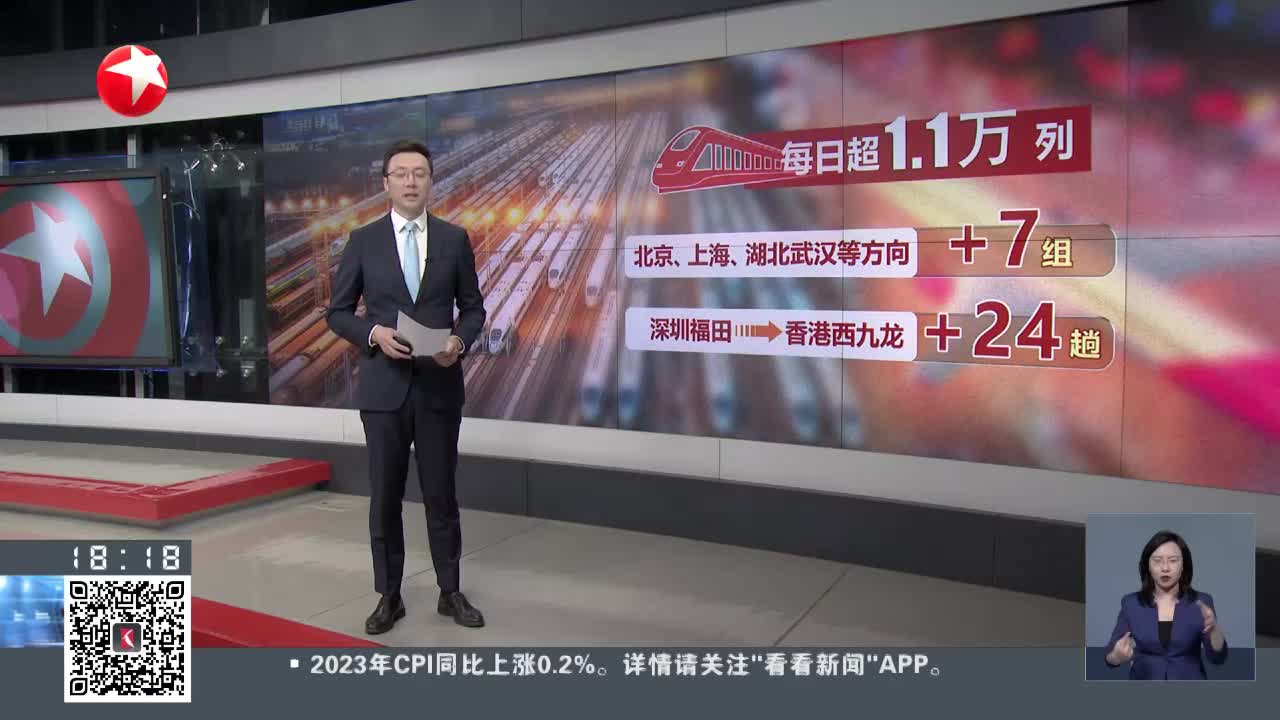 每日超1.1万 列
北京、上海、湖北武汉等方向 +7组
深圳福田 香港西九龙 +24趟
18:18
2023年CPI同比上涨0.2%。详情请关注"看看新闻"APP。